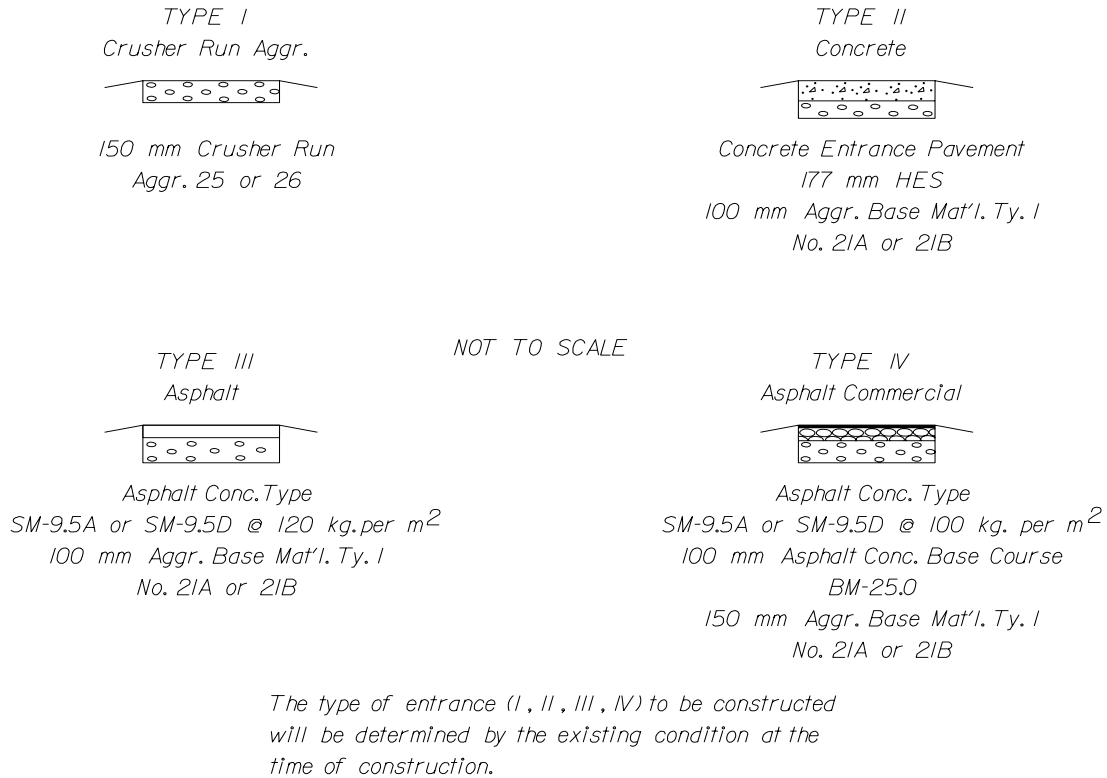 TYPE I
Crusher Run Aggr.
150 mm Crusher Run
Aggr. 25 or 26
TYPE II
Concrete
Concrete Entrance Pavement
177 mm HES
100 mm Aggr. Base Mat'l. Ty. I
No. 21A or 21B
NOT TO SCALE
TYPE III
Asphalt
Asphalt Conc. Type
SM-9.5A or SM-9.5D @ 120 kg. per m²
100 mm Aggr. Base Mat'l. Ty. I
No. 21A or 21B
TYPE IV
Asphalt Commercial
Asphalt Conc. Type
SM-9.5A or SM-9.5D @ 100 kg. per m²
100 mm Asphalt Conc. Base Course
BM-25.0
150 mm Aggr. Base Mat'l. Ty. I
No. 21A or 21B
The type of entrance (I, II, III, IV) to be constructed
will be determined by the existing condition at the
time of construction.